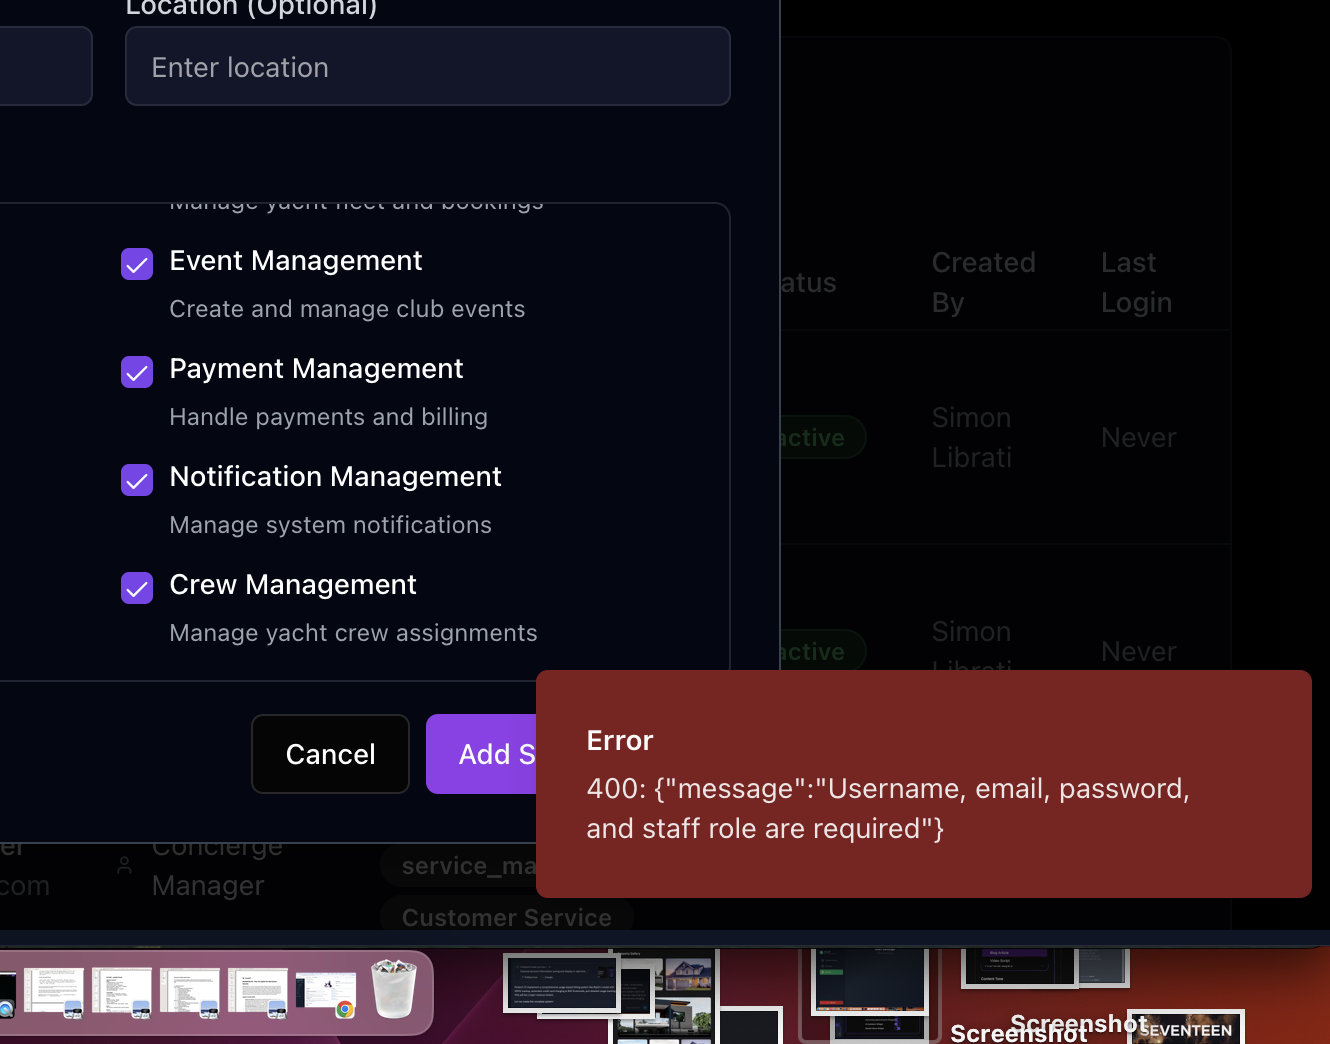 Location (Optional)
Enter location
Manage yacht fleet and bookings
Event Management
Create and manage club events
Payment Management
Handle payments and billing
Notification Management
Manage system notifications
Crew Management
Manage yacht crew assignments
atus
Created
By
Last
Login
active
Simon
Librati
Never
active
Simon
Librati
Never
Cancel
Add S
Error
400: {"message":"Username, email, password,
and staff role are required"}
er
com
Concierge
Manager
service_ma
Customer Service
Screenshot
Screenshot
SEVENTEEN